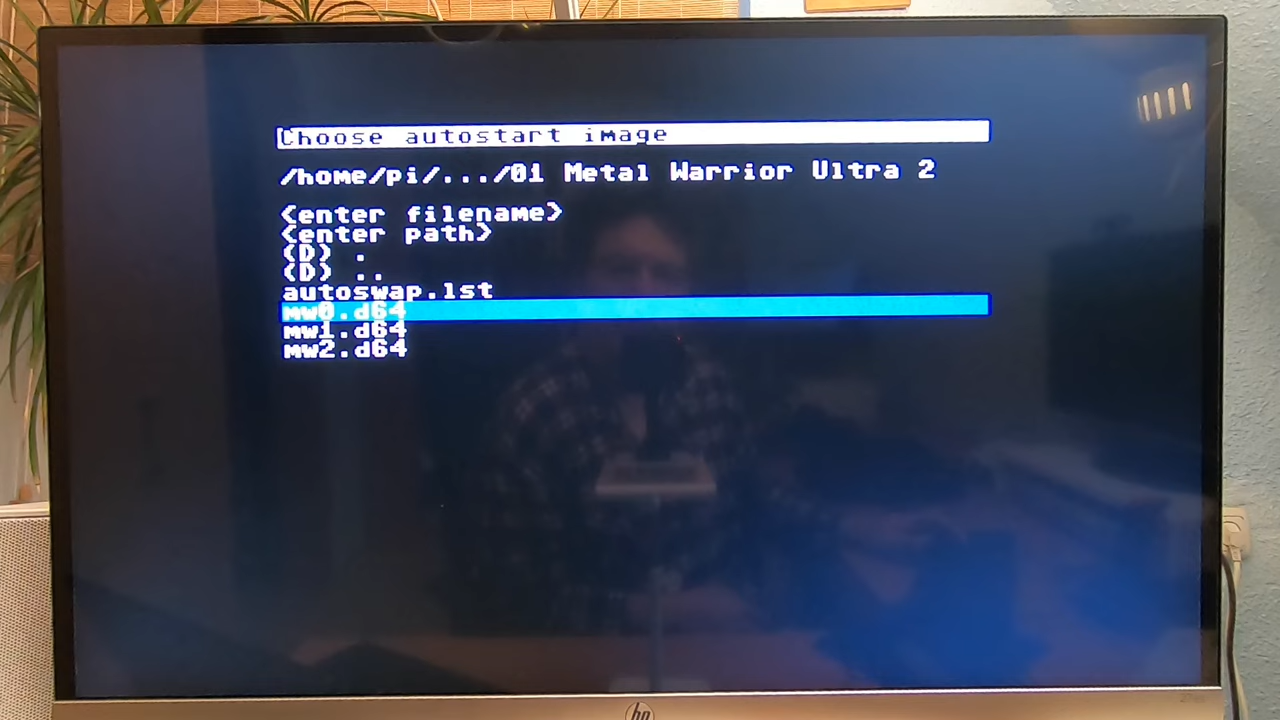 Choose autostart image
/home/pi/.../01 Metal Warrior Ultra 2
<enter filename>
<enter path>
(D) .
(D) ..
autoswap.lst
mw0.d64
mw1.d64
mw2.d64
hp